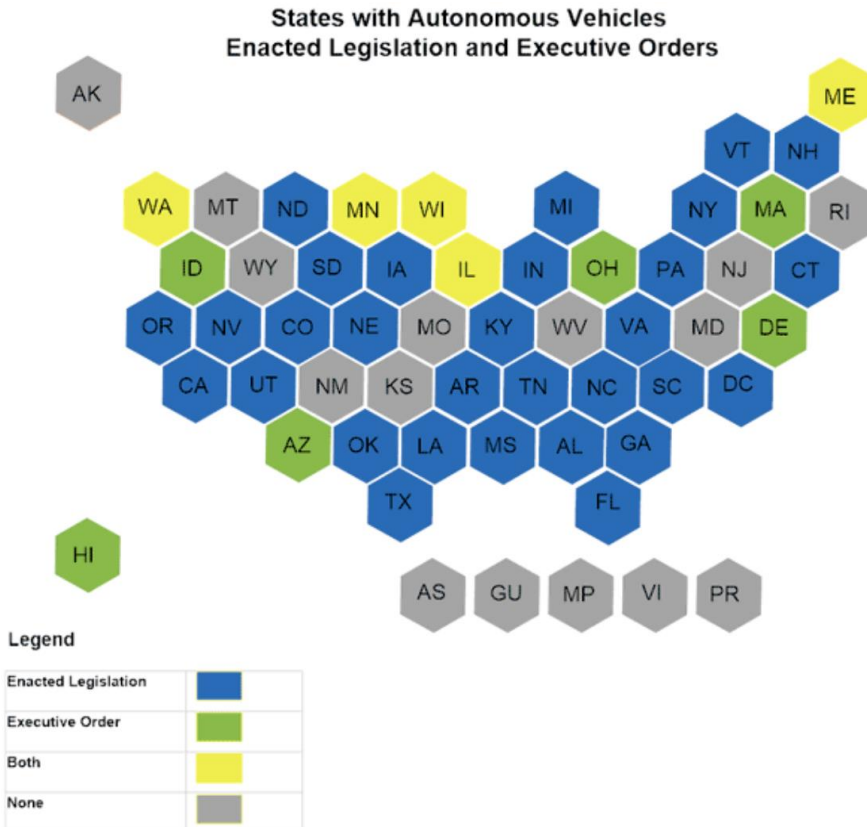 States with Autonomous Vehicles
Enacted Legislation and Executive Orders
AK
ME
VT NH
WA MT ND MN WI MI NY MA RI
ID WY SD IA IL IN OH PA NJ CT
OR NV CO NE MO KY WV VA MD DE
CA UT NM KS AR TN NC SC DC
AZ OK LA MS AL GA
TX FL
HI
AS GU MP VI PR
Legend
Enacted Legislation
Executive Order
Both
None